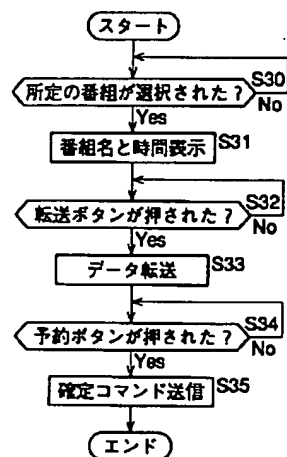 スタート
S30
所定の番組が選択された?
No
Yes
番組名と時間表示 S31
S32
転送ボタンが押された?
No
Yes
データ転送 S33
S34
予約ボタンが押された?
No
Yes
確定コマンド送信 S35
エンド